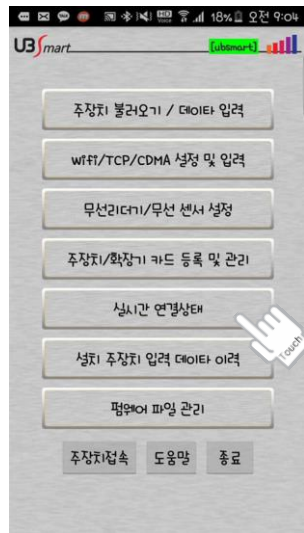 18% 오전 9:04
UBSmart [ubsmart]
주장치 불러오기 / 데이타 입력
Wifi/TCP/CDMA 설정 및 입력
무선리더기/무선 센서 설정
주장치/확장기 카드 등록 및 관리
실시간 연결상태
Touch
설치 주장치 입력 데이타 이력
펌웨어 파일 관리
주장치접속 도움말 종료